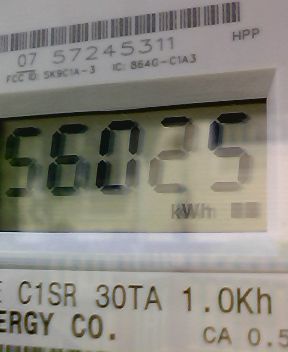 HPP
07 57245311
FCC ID: SK9C1A-3 IC: 864G-C1A3
56025
kWh
C1SR 30TA 1.0Kh
ERGY CO.
CA 0.5